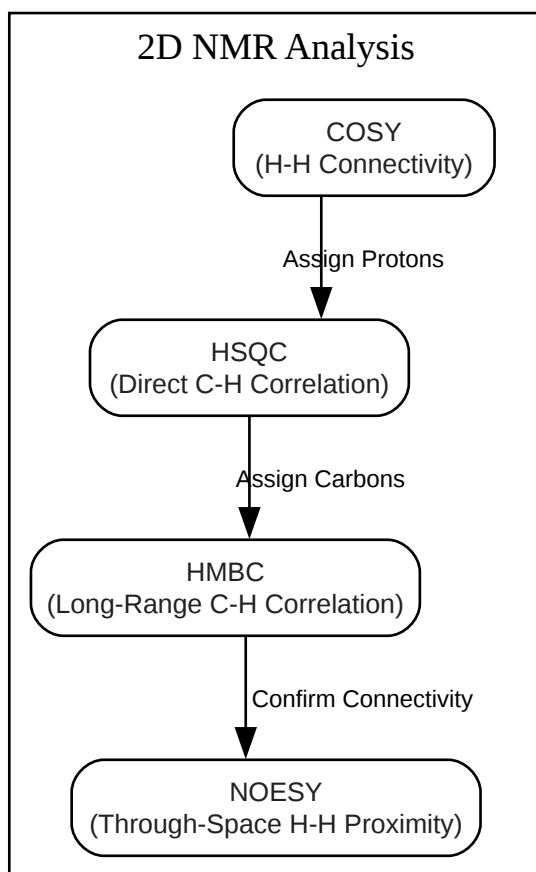 2D NMR Analysis
COSY
(H-H Connectivity)
Assign Protons
HSQC
(Direct C-H Correlation)
Assign Carbons
HMBC
(Long-Range C-H Correlation)
Confirm Connectivity
NOESY
(Through-Space H-H Proximity)